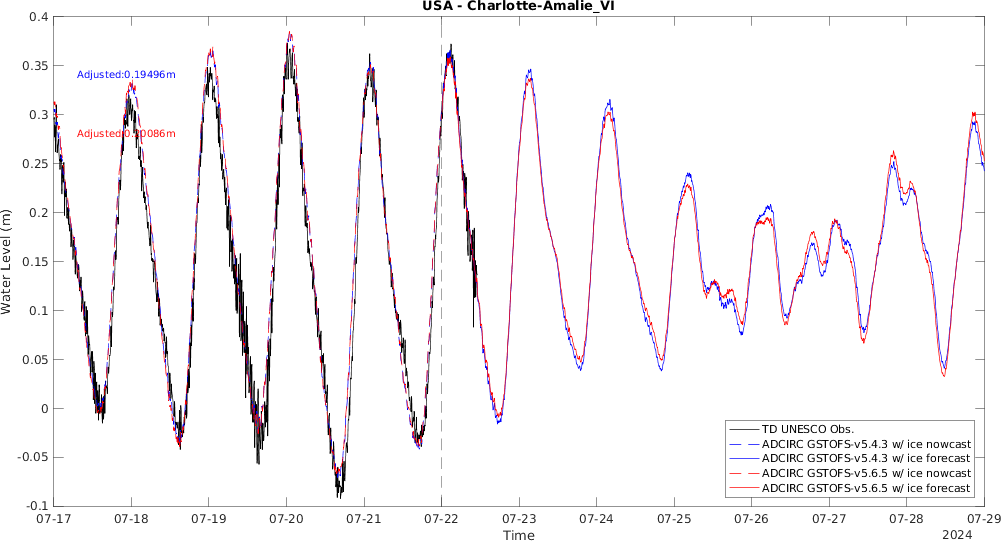 USA - Charlotte-Amalie_VI
0.4
0.35
0.3
0.25
0.2
0.15
0.1
0.05
0
-0.05
-0.1
Water Level (m)
Adjusted:0.19496m
Adjusted:0.20086m
TD UNESCO Obs.
ADCIRC GSTOFS-v5.4.3 w/ ice nowcast
ADCIRC GSTOFS-v5.4.3 w/ ice forecast
ADCIRC GSTOFS-v5.6.5 w/ ice nowcast
ADCIRC GSTOFS-v5.6.5 w/ ice forecast
07-17 07-18 07-19 07-20 07-21 07-22 07-23 07-24 07-25 07-26 07-27 07-28 07-29
Time
2024